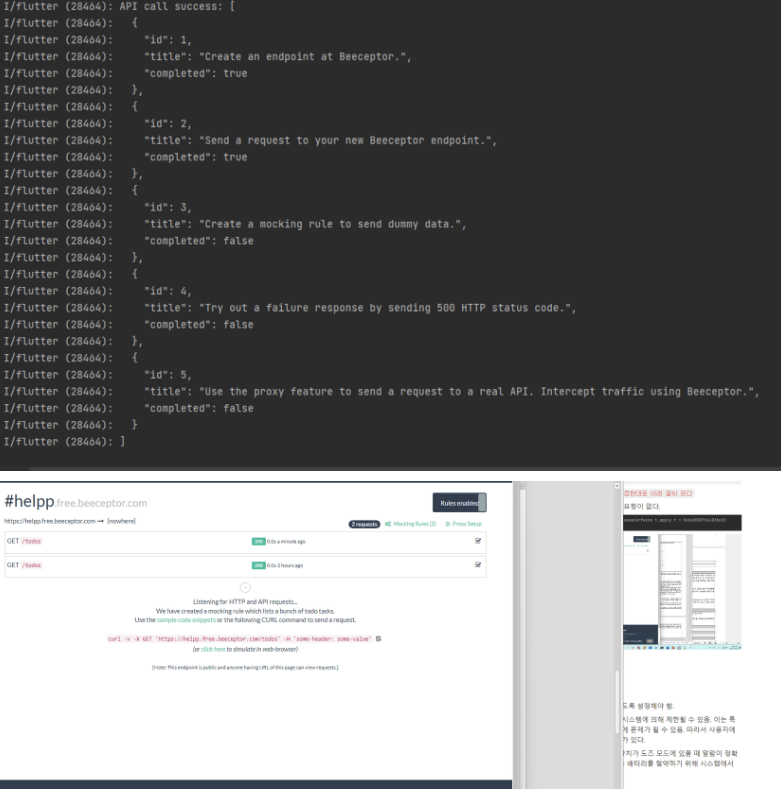 I/flutter (28464): API call success: [
I/flutter (28464):   {
I/flutter (28464):     "id": 1,
I/flutter (28464):     "title": "Create an endpoint at Beeceptor.",
I/flutter (28464):     "completed": true
I/flutter (28464):   },
I/flutter (28464):   {
I/flutter (28464):     "id": 2,
I/flutter (28464):     "title": "Send a request to your new Beeceptor endpoint.",
I/flutter (28464):     "completed": true
I/flutter (28464):   },
I/flutter (28464):   {
I/flutter (28464):     "id": 3,
I/flutter (28464):     "title": "Create a mocking rule to send dummy data.",
I/flutter (28464):     "completed": false
I/flutter (28464):   },
I/flutter (28464):   {
I/flutter (28464):     "id": 4,
I/flutter (28464):     "title": "Try out a failure response by sending 500 HTTP status code.",
I/flutter (28464):     "completed": false
I/flutter (28464):   },
I/flutter (28464):   {
I/flutter (28464):     "id": 5,
I/flutter (28464):     "title": "Use the proxy feature to send a request to a real API. Intercept traffic using Beeceptor.",
I/flutter (28464):     "completed": false
I/flutter (28464):   }
I/flutter (28464): ]
#helpp.free.beeceptor.com
Rules enabled
https://helpp.free.beeceptor.com → [nowhere]
2 requests Mocking Rules (2) Proxy Setup
GET /todos 200 0.0s a minute ago
GET /todos 200 0.0s 2 hours ago
Listening for HTTP and API requests...
We have created a mocking rule which lists a bunch of todo tasks.
Use the sample code snippets or the following CURL command to send a request.
curl -v -X GET 'https://helpp.free.beeceptor.com/todos' -H 'some-header: some-value'
(or click here to simulate in web-browser)
[Note: This endpoint is public and anyone having URL of this page can view requests.]
요청이 없다.
도록 설정해야 함.
시스템에 의해 제한될 수 있음. 이는 특
에 문제가 될 수 있음. 따라서 사용자에
가 있다.
장치가 도즈 모드에 있을 때 알람이 정확
배터리를 절약하기 위해 시스템에서